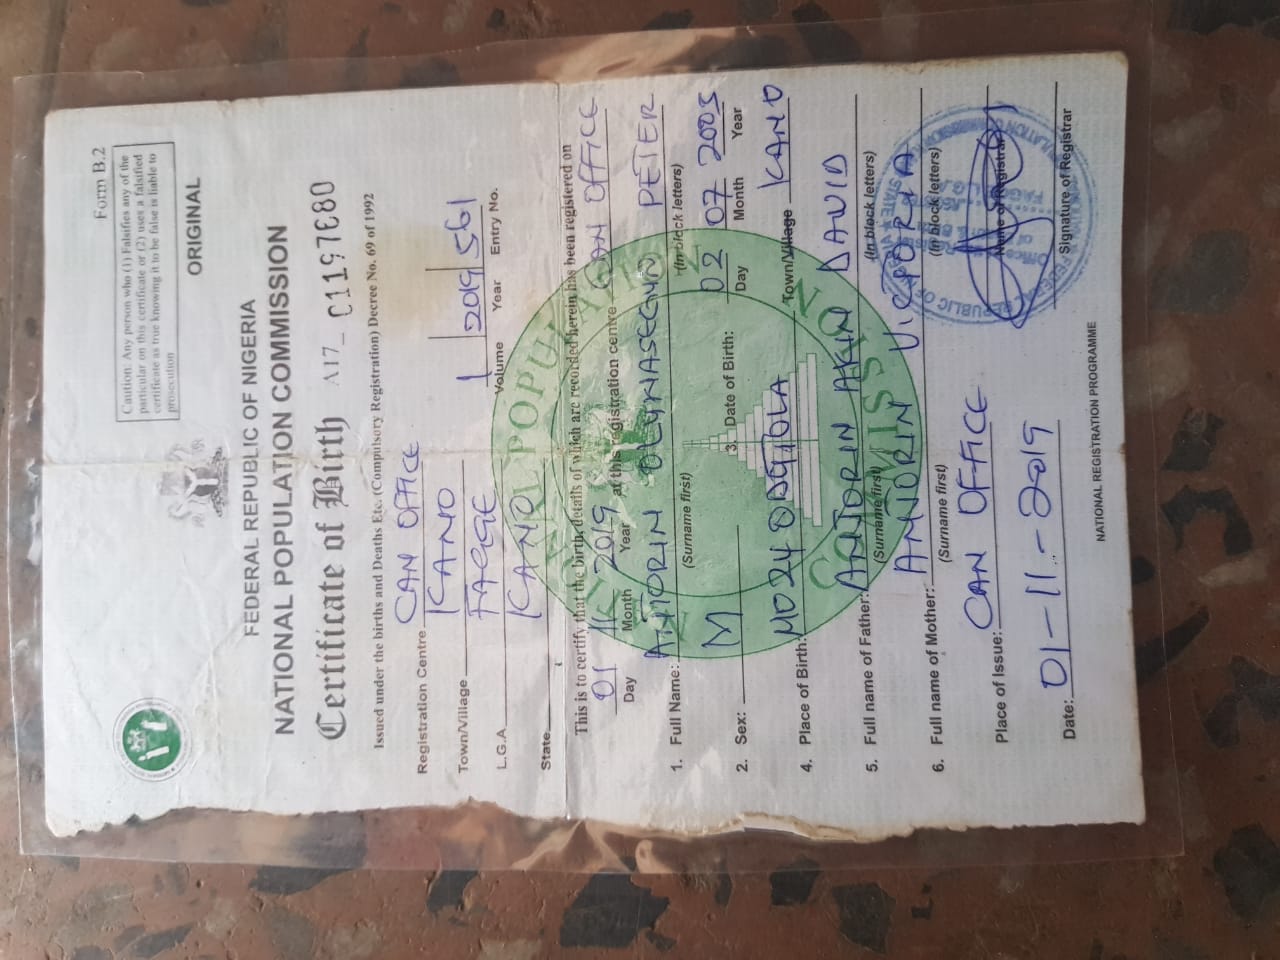 Form B.2
Caution: Any person who (1) Falsifies any of the
particular on this certificate or (2) uses a falsified
certificate as true knowing it to be false is liable to
prosecution
ORIGINAL
FEDERAL REPUBLIC OF NIGERIA
NATIONAL POPULATION COMMISSION
Certificate of Birth
Issued under the births and Deaths Etc. (Compulsory Registration) Decree No. 69 of 1992
Registration Centre CAN OFFICE
Town/Village KANO
L.G.A. FAGGE
State KANO
1 2019 561
Volume Year Entry No.
This is to certify that the birth, details of which are recorded herein has been registered on
01 11 2019 at this registration centre CAN OFFICE
Day Month Year
1. Full Name: PETER
(Surname first) (In block letters)
2. Sex: M 3. Date of Birth: 02 07 2003
Day Month Year
4. Place of Birth: Town/Village KANO
5. Full name of Father: AKIN DAVID
(Surname first) (In block letters)
6. Full name of Mother: VICTORIA
(Surname first) (In block letters)
Place of Issue: CAN OFFICE
Name of Registrar
Date: 01-11-2019
Signature of Registrar
NATIONAL REGISTRATION PROGRAMME